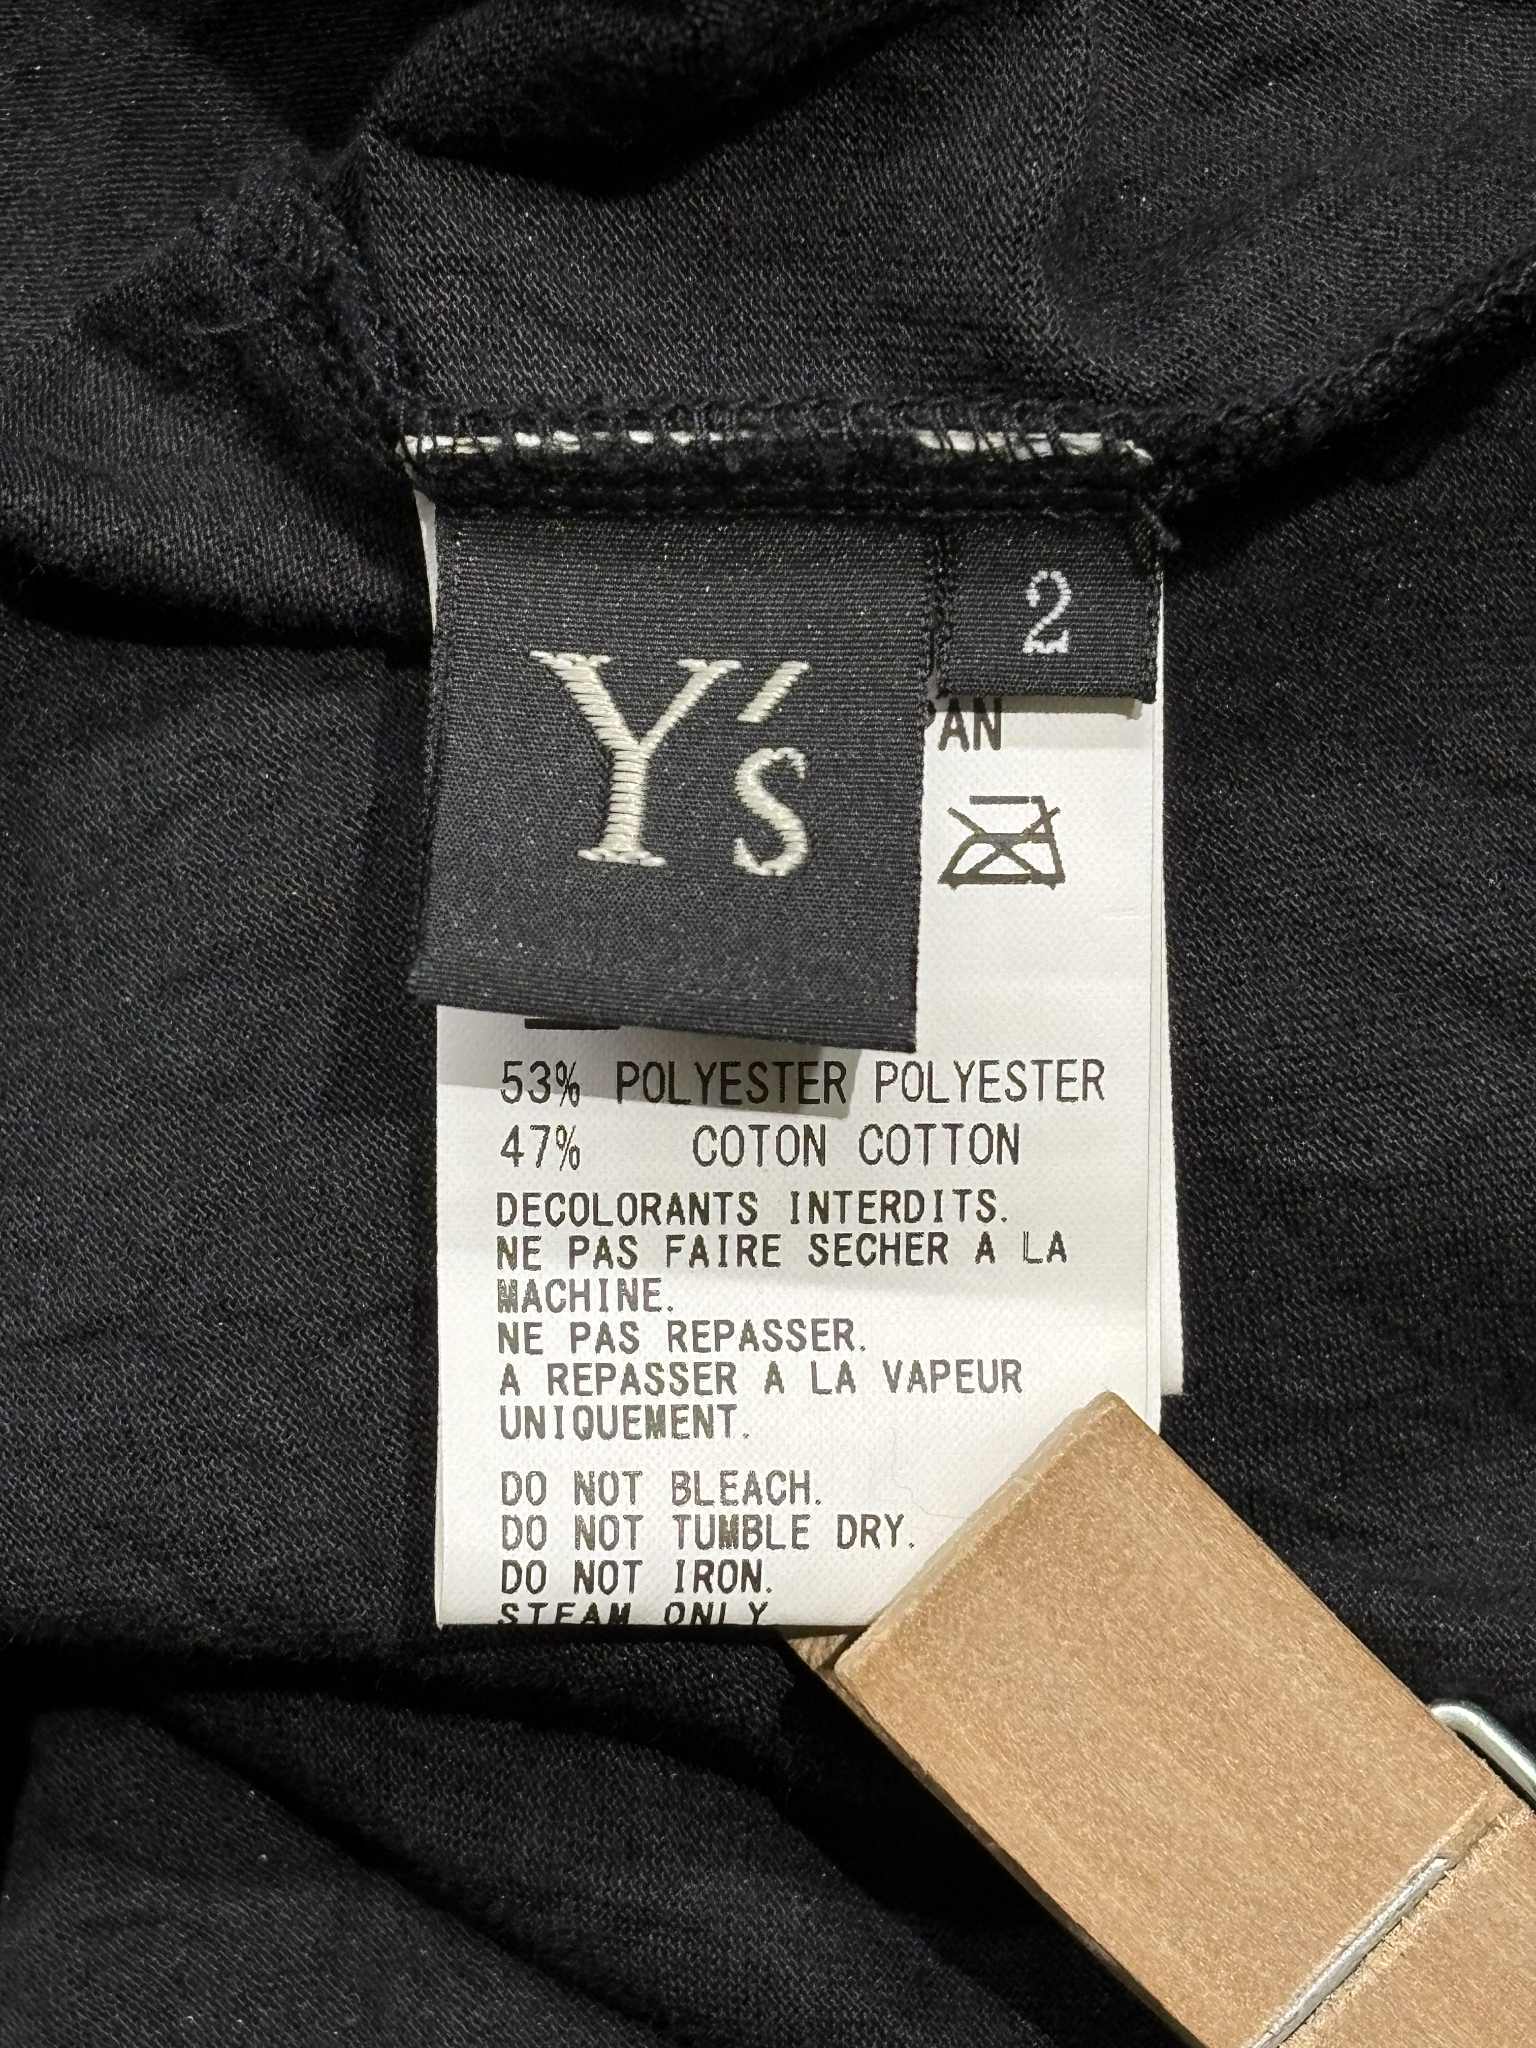 Y's
2
PAN
53% POLYESTER POLYESTER
47% COTON COTTON
DECOLORANTS INTERDITS.
NE PAS FAIRE SECHER A LA
MACHINE.
NE PAS REPASSER.
A REPASSER A LA VAPEUR
UNIQUEMENT.
DO NOT BLEACH.
DO NOT TUMBLE DRY.
DO NOT IRON.
STEAM ONLY